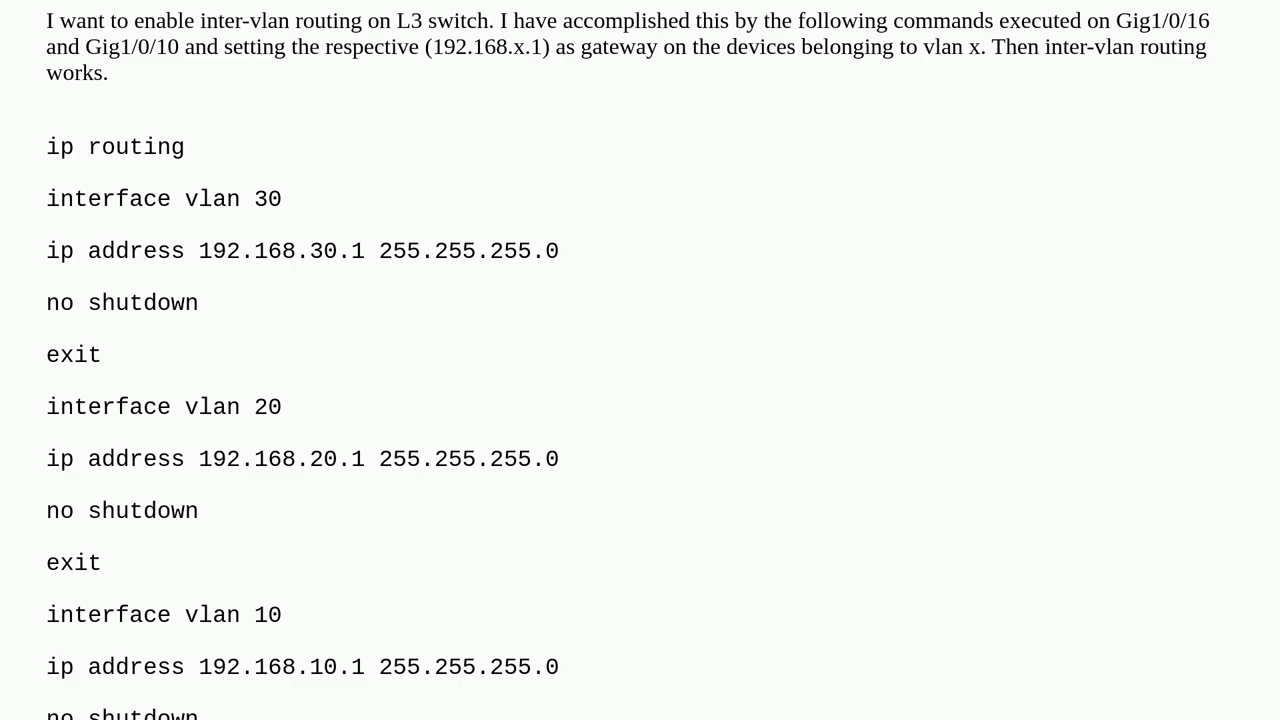 I want to enable inter-vlan routing on L3 switch. I have accomplished this by the following commands executed on Gig1/0/16
and Gig1/0/10 and setting the respective (192.168.x.1) as gateway on the devices belonging to vlan x. Then inter-vlan routing
works.
ip routing
interface vlan 30
ip address 192.168.30.1 255.255.255.0
no shutdown
exit
interface vlan 20
ip address 192.168.20.1 255.255.255.0
no shutdown
exit
interface vlan 10
ip address 192.168.10.1 255.255.255.0
no shutdown